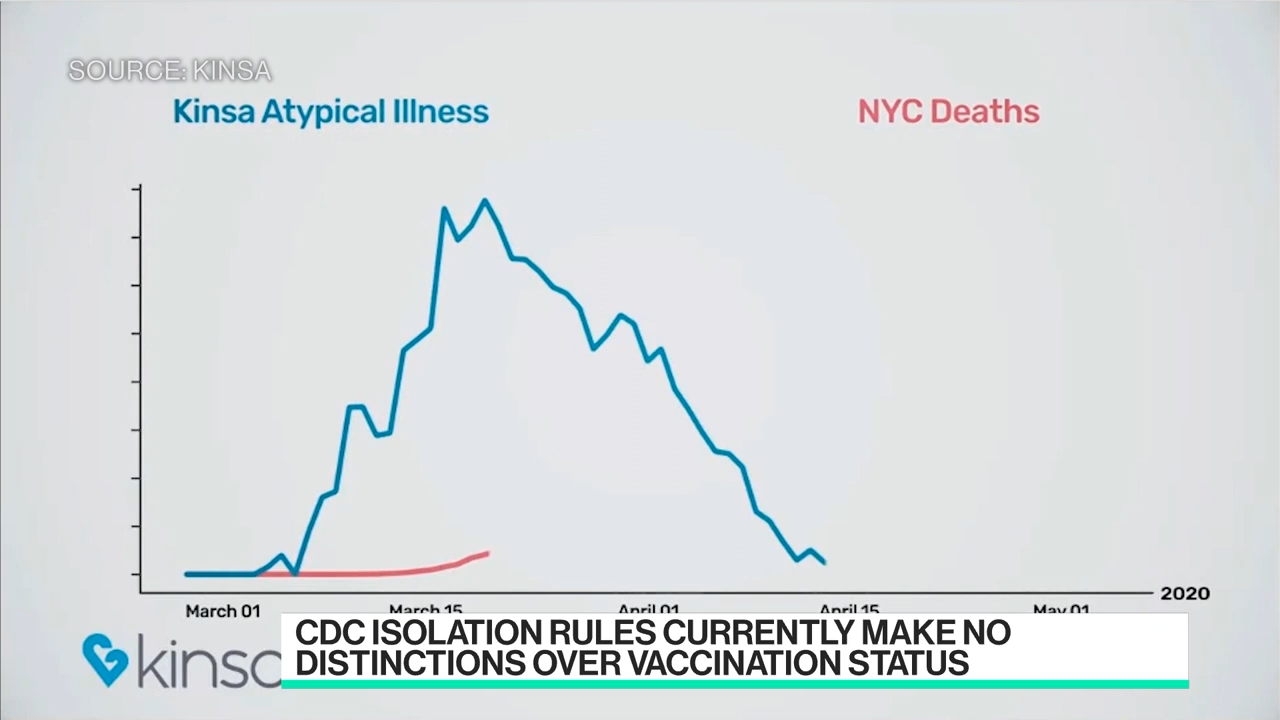 SOURCE: KINSA
Kinsa Atypical Illness
NYC Deaths
2020
March 01
March 15
April 01
April 15
May 01
kinsa
CDC ISOLATION RULES CURRENTLY MAKE NO
DISTINCTIONS OVER VACCINATION STATUS